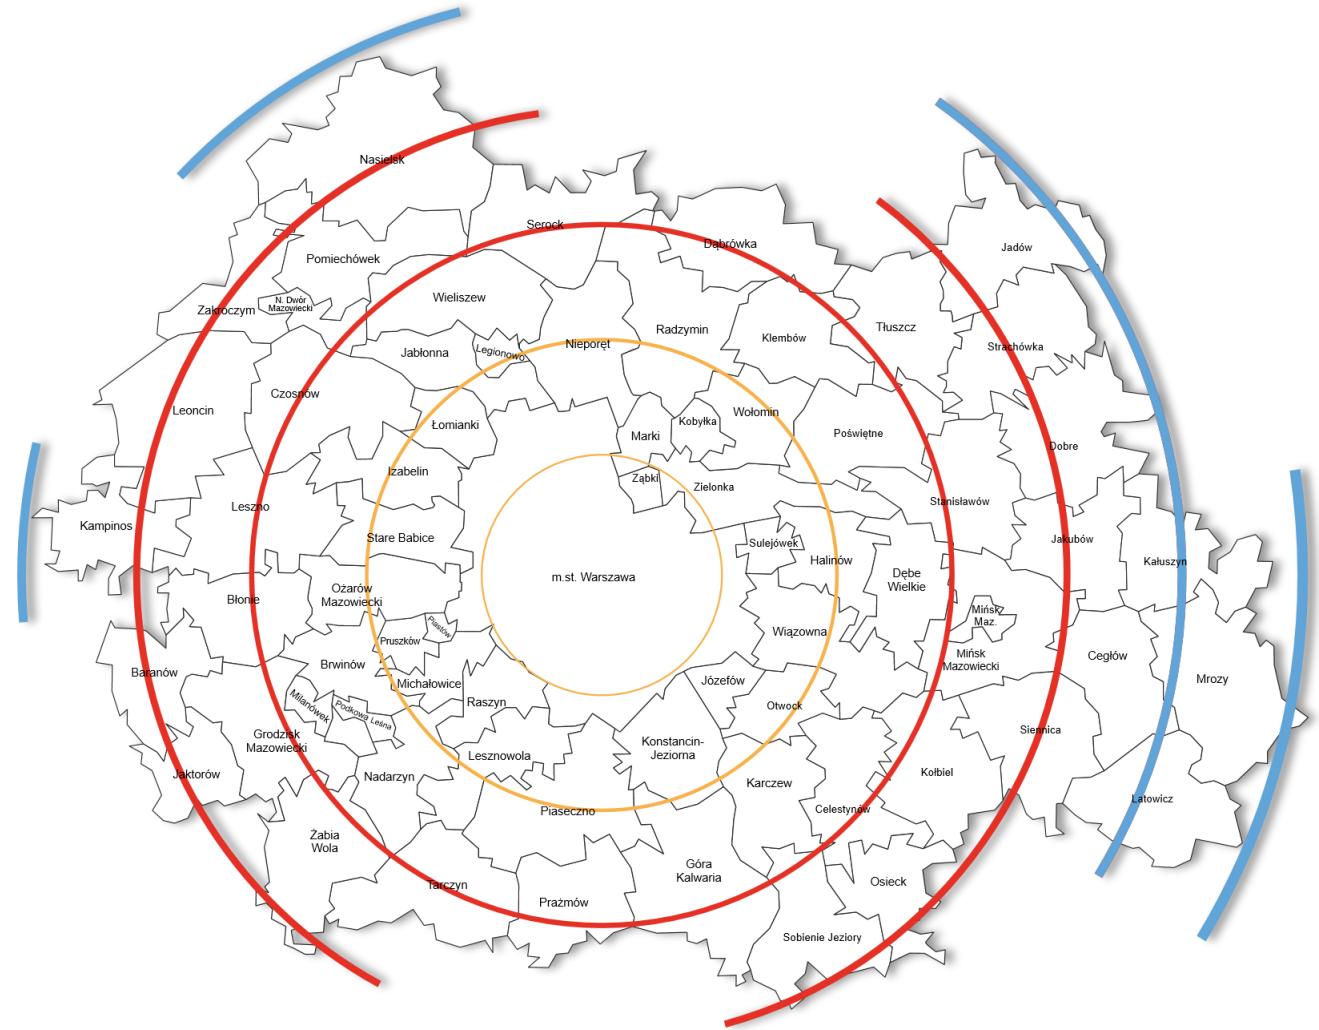 Nasielsk
Serock
Dąbrówka
Jadów
Pomiechówek
Wieliszew
N. Dwór
Mazowiecki
Zakroczym
Radzymin
Klembów
Tłuszcz
Nieporęt
Strachówka
Jabłonna
Legionowo
Czosnów
Leoncin
Wołomin
Łomianki
Kobyłka
Marki
Poświętne
Dobre
Izabelin
Ząbki
Zielonka
Leszno
Stanisławów
Kampinos
Stare Babice
Sulejówek
Jakubów
Halinów
Kałuszyn
m.st. Warszawa
Dębe
Wielkie
Ożarów
Mazowiecki
Błonie
Mińsk
Maz.
Piastów
Pruszków
Wiązowna
Mińsk
Mazowiecki
Cegłów
Brwinów
Baranów
Michałowice
Józefów
Mrozy
Raszyn
Milanówek
Podkowa Leśna
Otwock
Siennica
Grodzisk
Mazowiecki
Konstancin-
Jeziorna
Lesznowola
Jaktorów
Nadarzyn
Karczew
Kołbiel
Latowicz
Piaseczno
Celestynów
Żabia
Wola
Góra
Kalwaria
Tarczyn
Osieck
Prażmów
Sobienie Jeziory